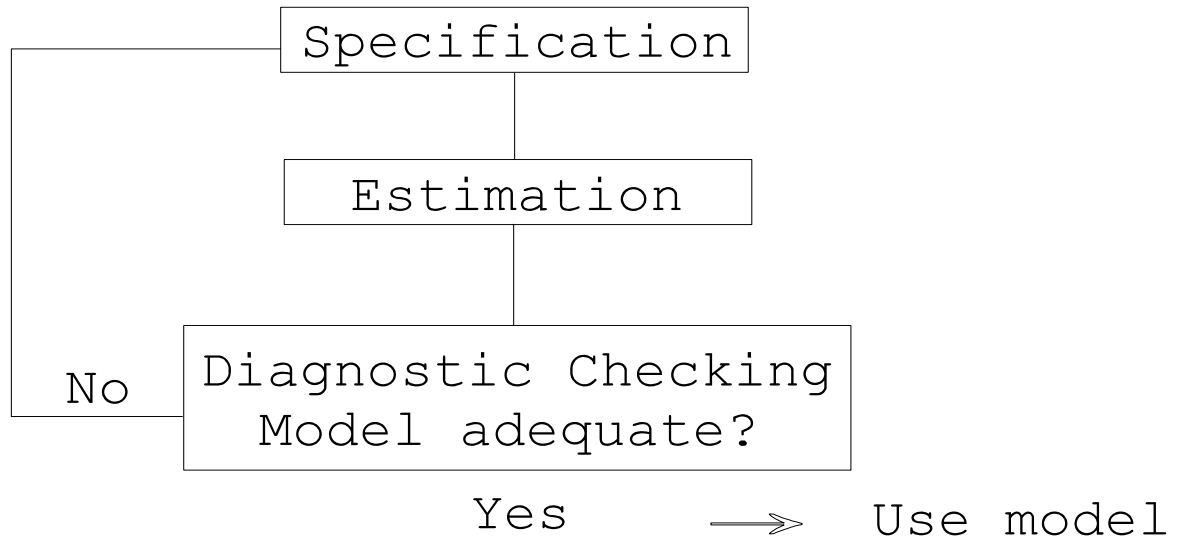 Specification
Estimation
Diagnostic Checking
No
Model adequate?
Yes
Use model